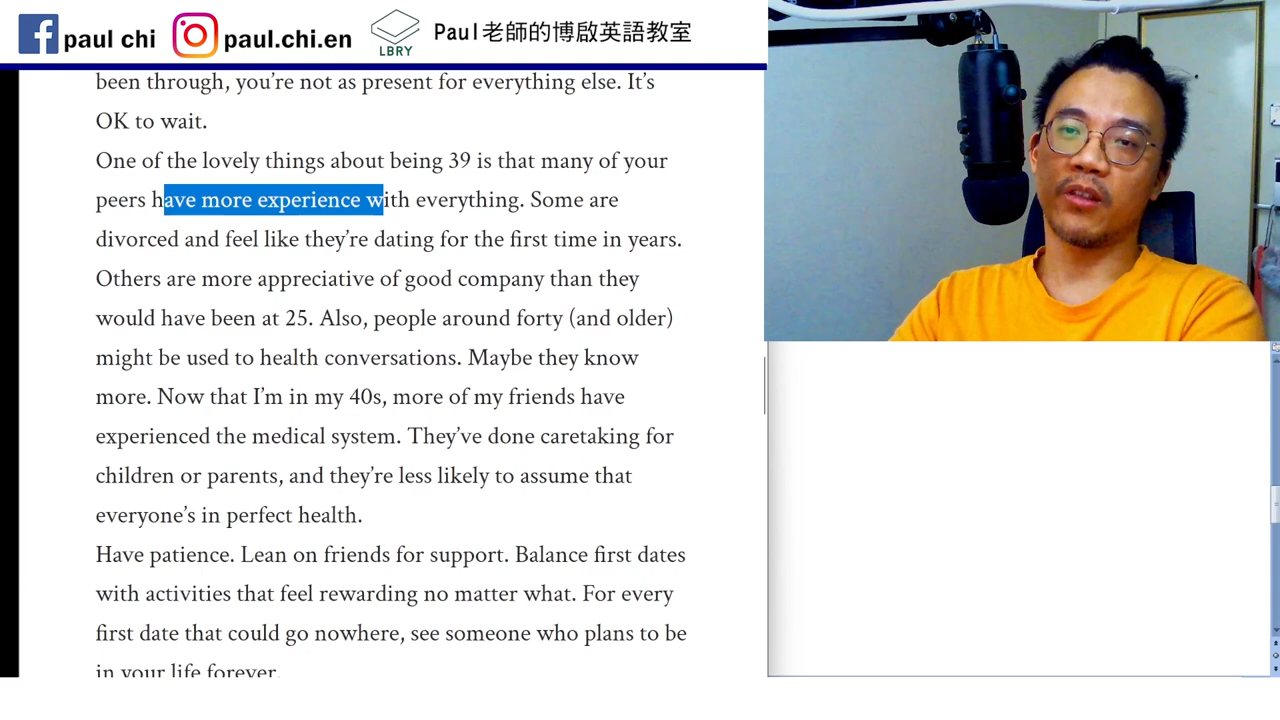 paul chi
paul.chi.en
LBRY
Paul老師的博啟英語教室
been through, you’re not as present for everything else. It’s
OK to wait.
One of the lovely things about being 39 is that many of your
peers have more experience with everything. Some are
divorced and feel like they’re dating for the first time in years.
Others are more appreciative of good company than they
would have been at 25. Also, people around forty (and older)
might be used to health conversations. Maybe they know
more. Now that I’m in my 40s, more of my friends have
experienced the medical system. They’ve done caretaking for
children or parents, and they’re less likely to assume that
everyone’s in perfect health.
Have patience. Lean on friends for support. Balance first dates
with activities that feel rewarding no matter what. For every
first date that could go nowhere, see someone who plans to be
in your life forever.